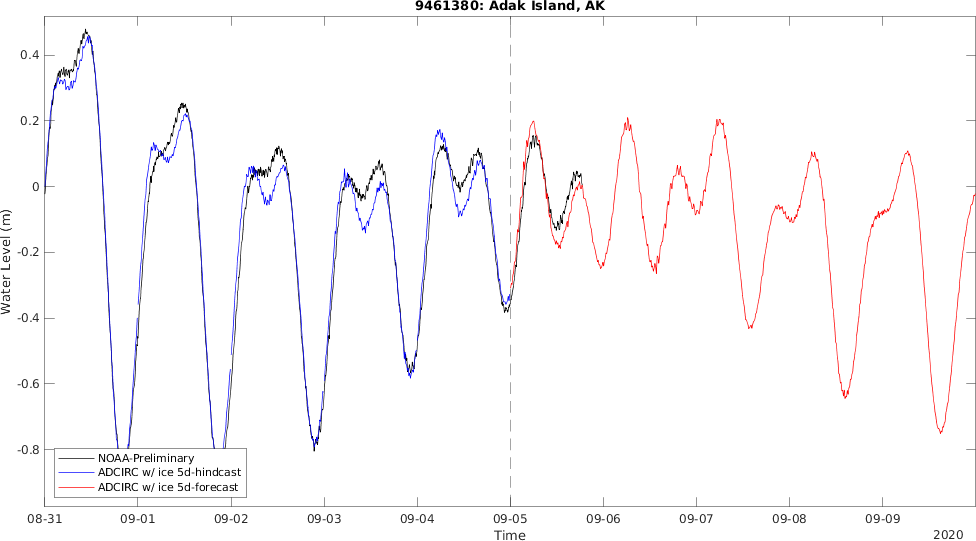 9461380: Adak Island, AK
Water Level (m)
0.4
0.2
0
-0.2
-0.4
-0.6
-0.8
NOAA-Preliminary
ADCIRC w/ ice 5d-hindcast
ADCIRC w/ ice 5d-forecast
08-31 09-01 09-02 09-03 09-04 09-05 09-06 09-07 09-08 09-09
Time
2020